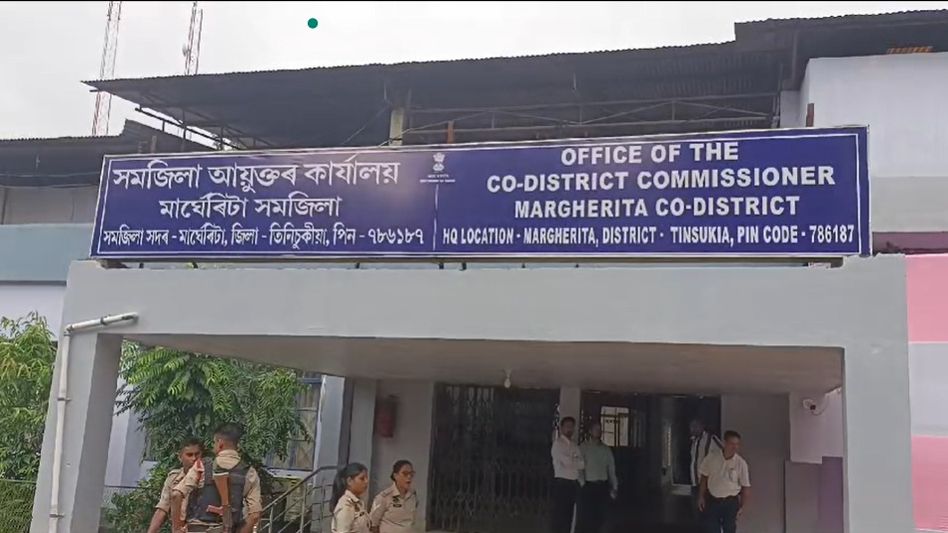 সমজিলা আয়ুক্তৰ কাৰ্যালয়
মাৰ্ঘেৰিটা সমজিলা
সমজিলা সদৰ - মাৰ্ঘেৰিটা, জিলা - তিনিচুকীয়া, পিন - ৭৮৬১৮৭
OFFICE OF THE
CO-DISTRICT COMMISSIONER
MARGHERITA CO-DISTRICT
HQ LOCATION - MARGHERITA, DISTRICT - TINSUKIA, PIN CODE - 786187